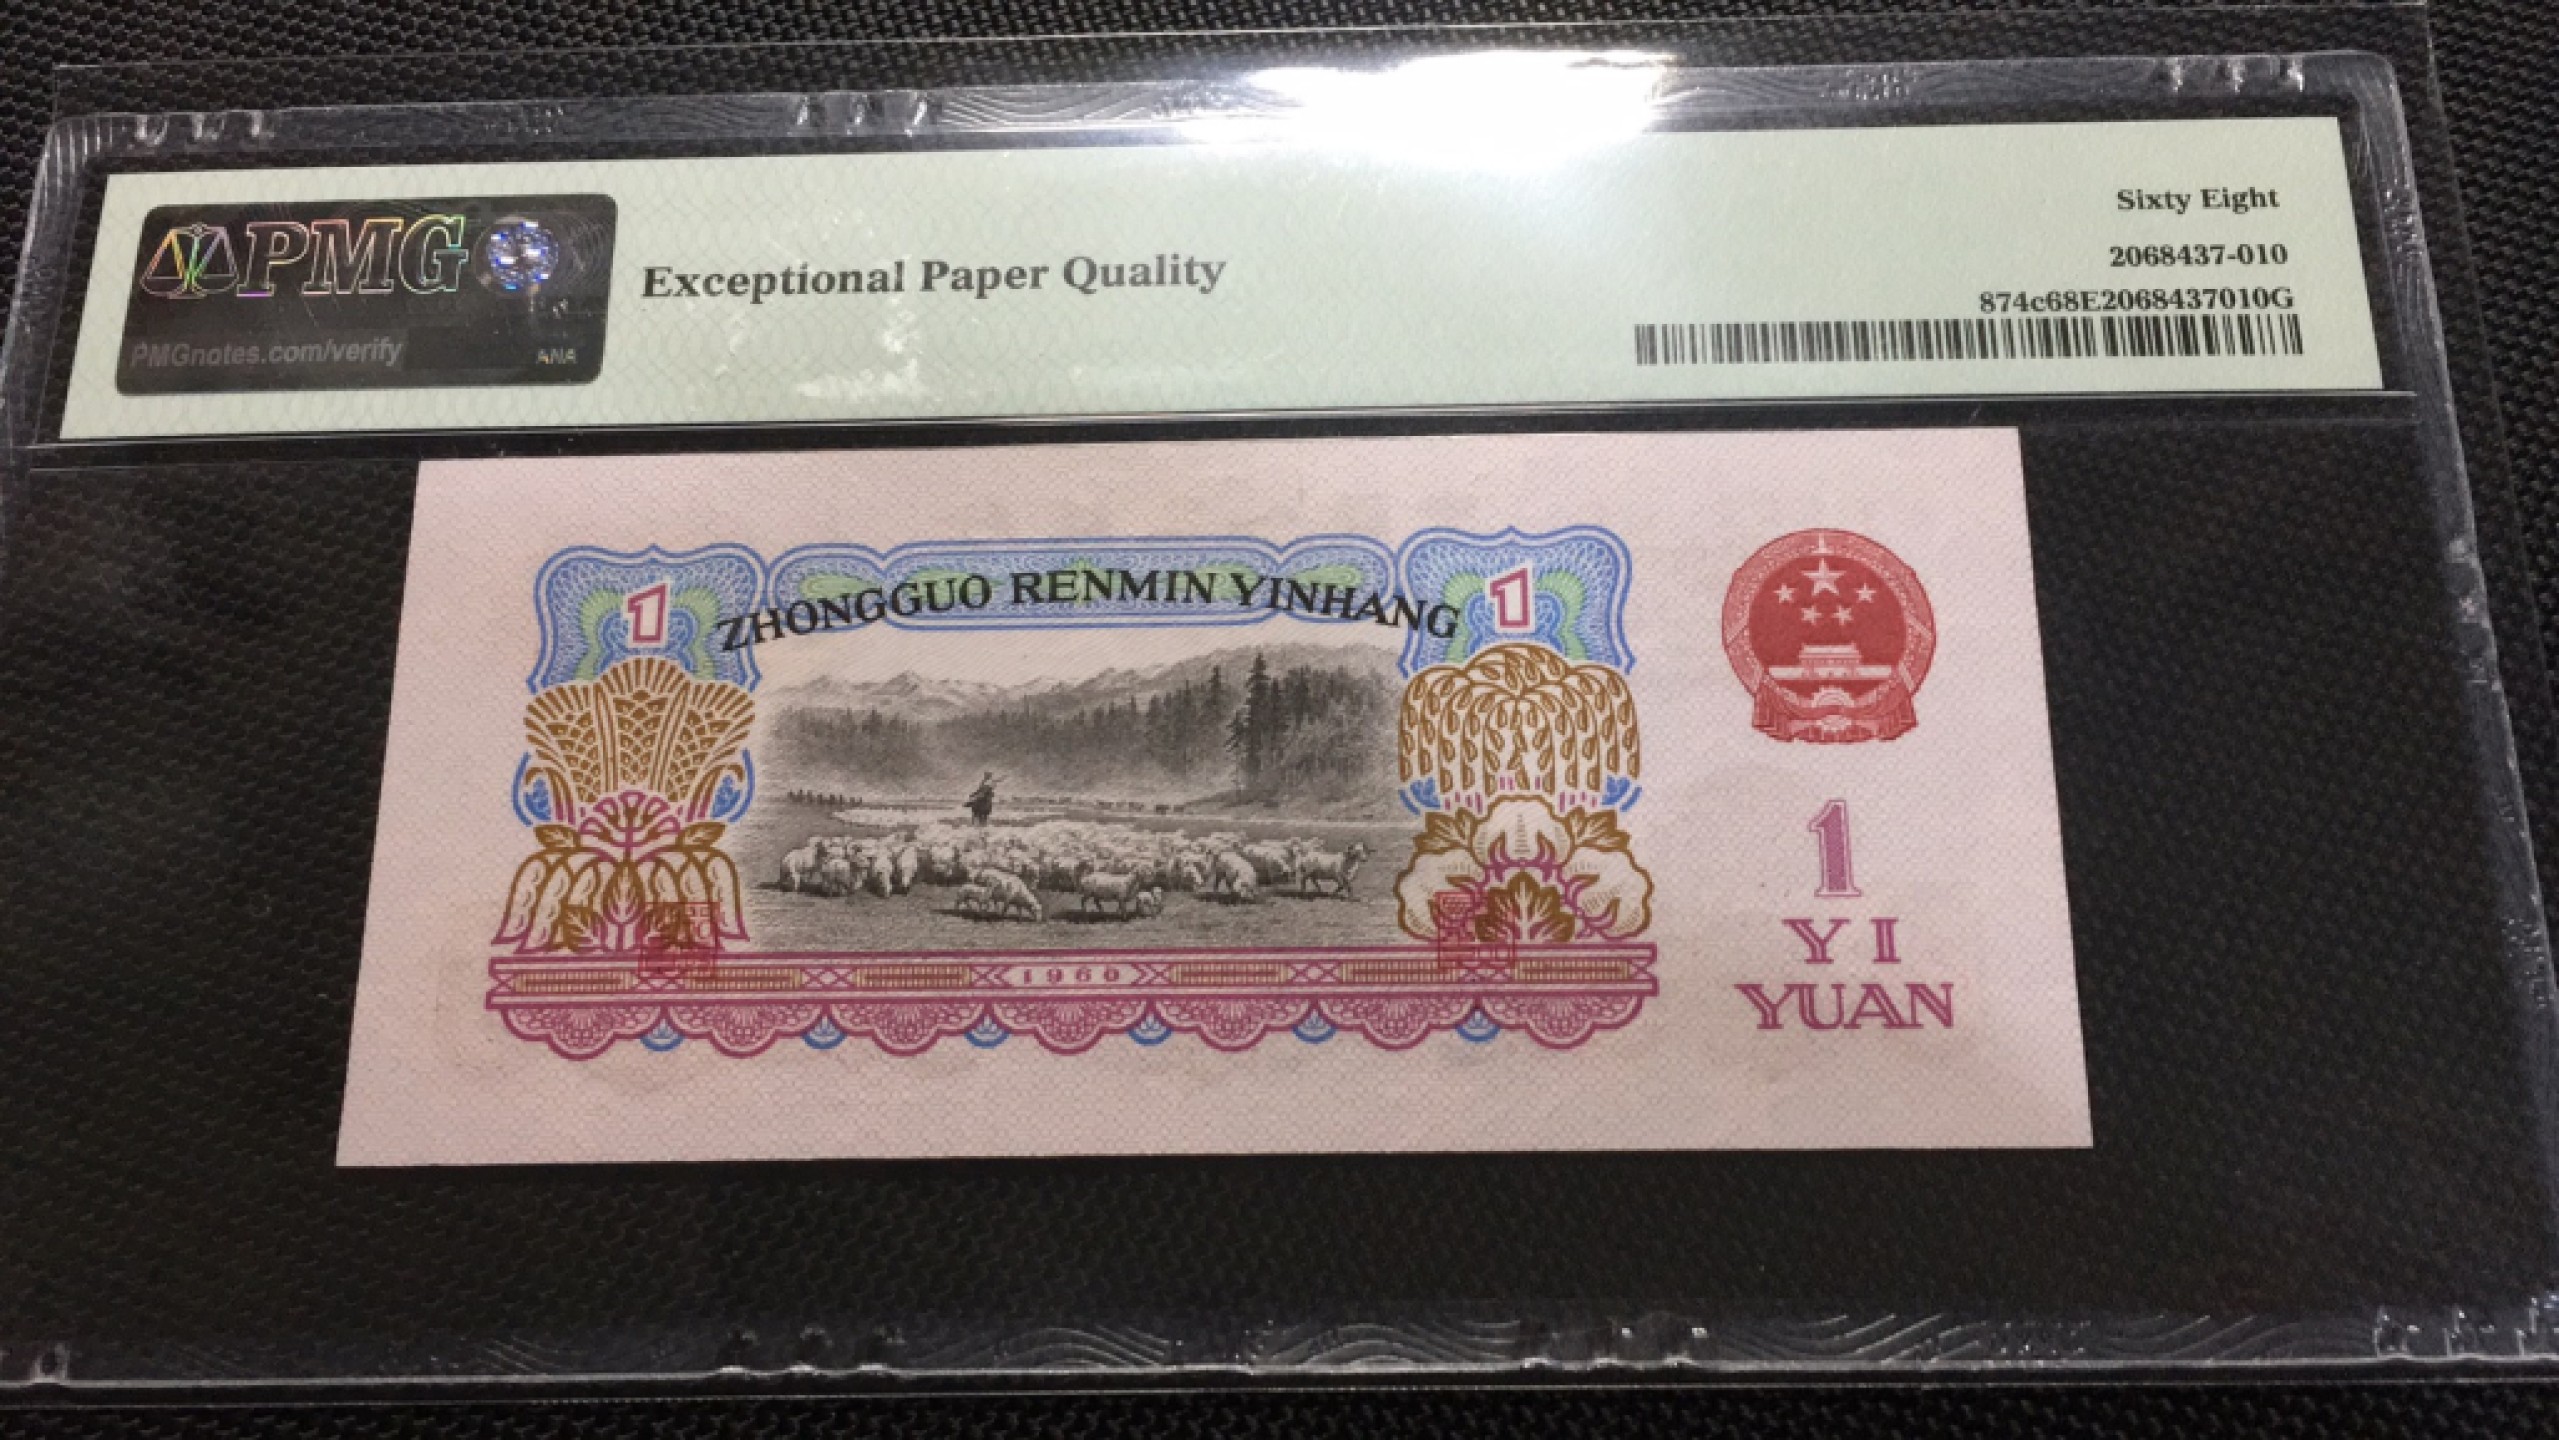 PMG
PMGnotes.com/verify
ANA
Exceptional Paper Quality
Sixty Eight
2068437-010
874c68E2068437010G
1
ZHONGGUO RENMIN YINHANG
1
1960
1
YI
YUAN